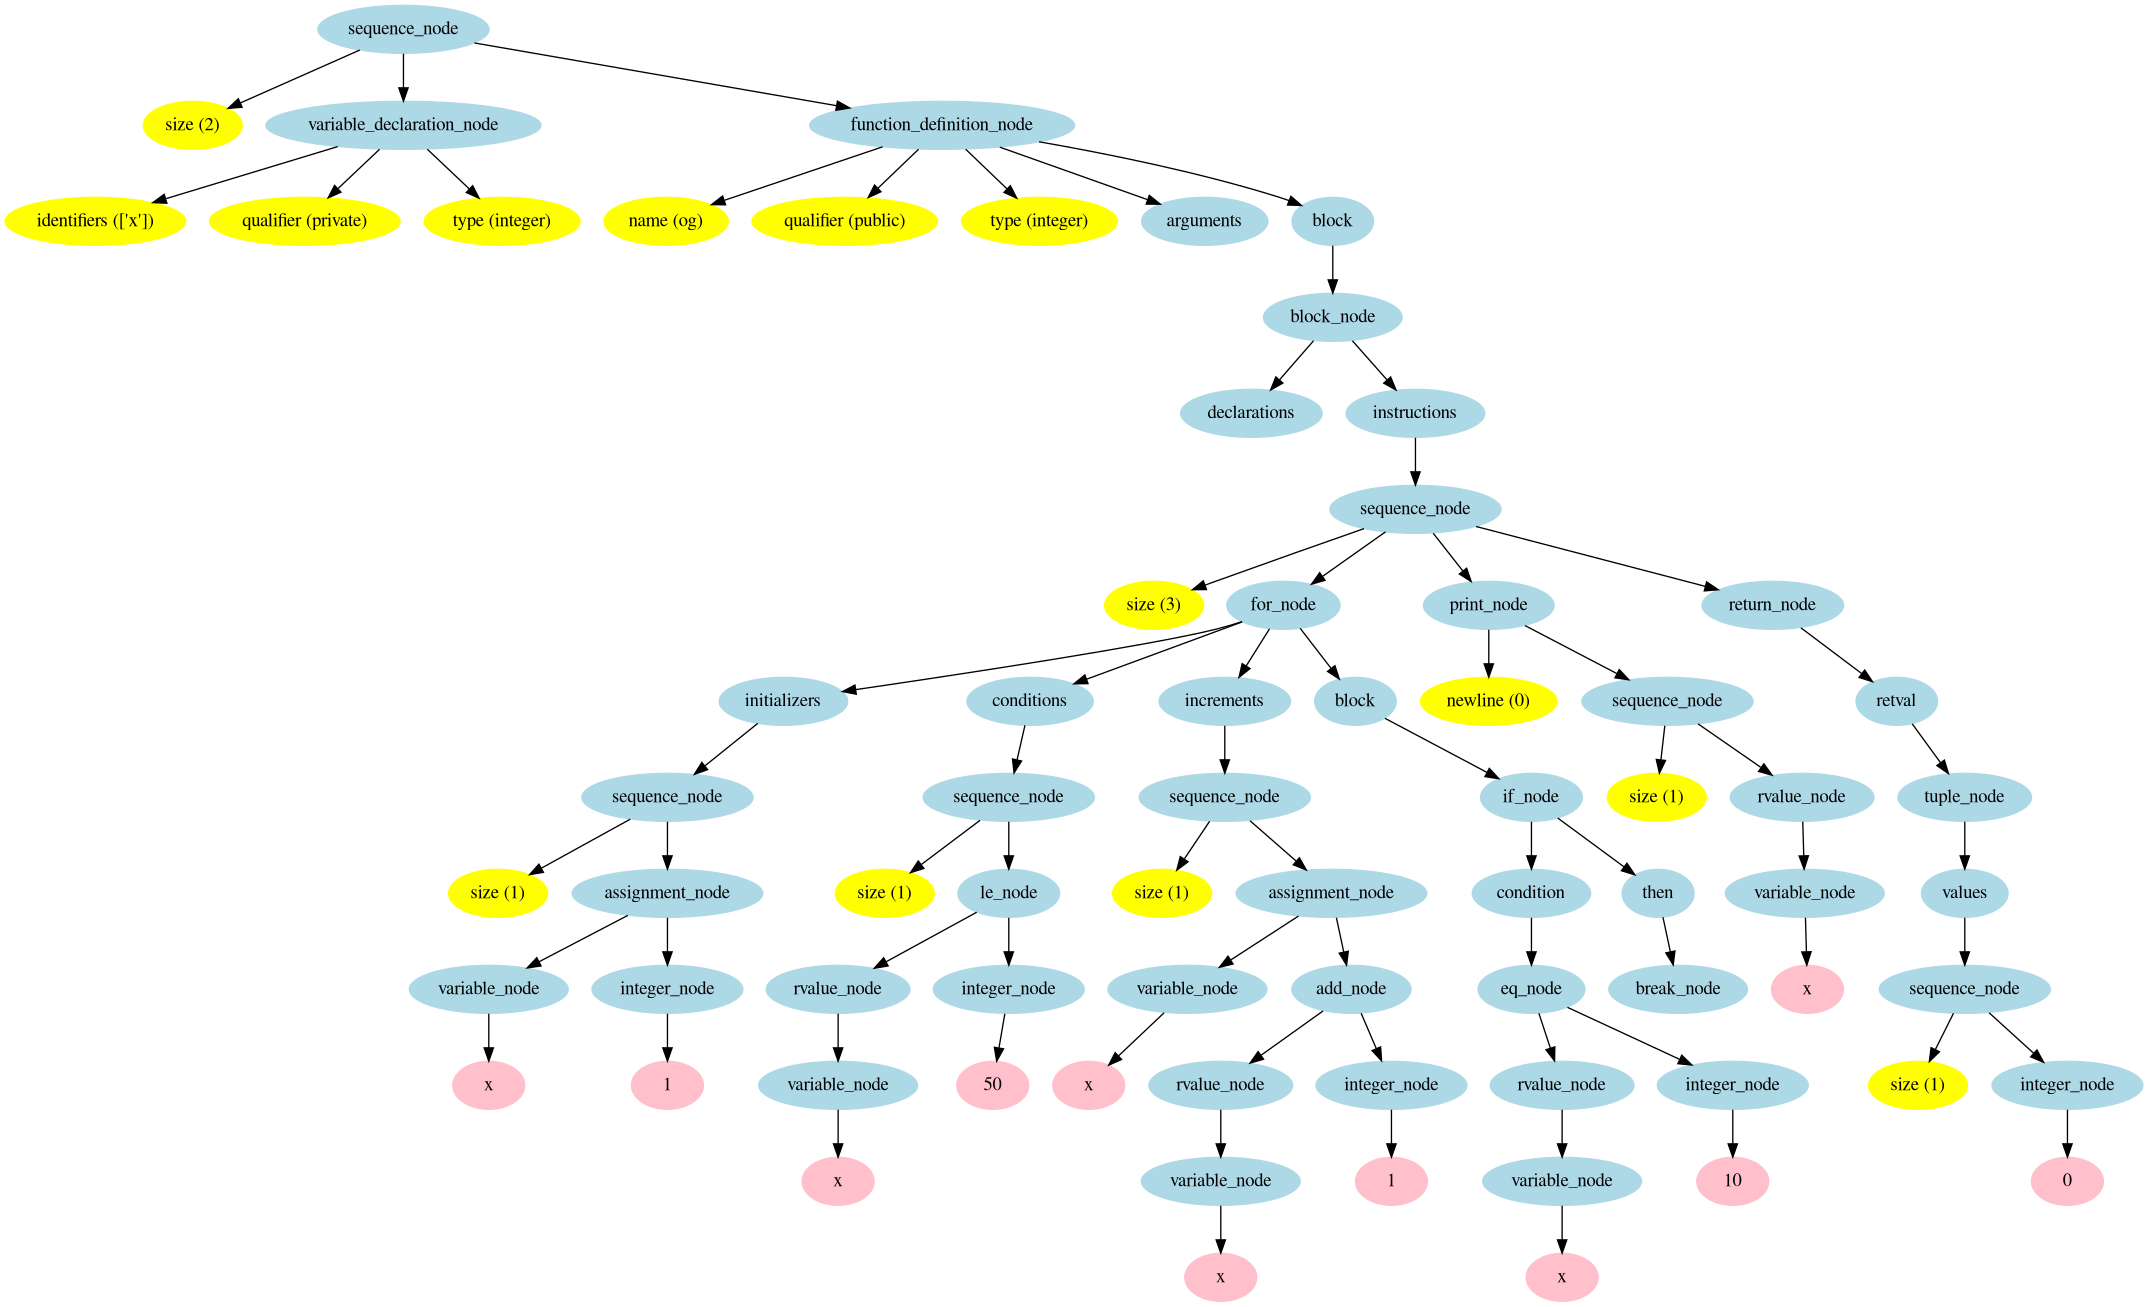 sequence_node
size (2)
variable_declaration_node
function_definition_node
identifiers (['x'])
qualifier (private)
type (integer)
name (og)
qualifier (public)
type (integer)
arguments
block
block_node
declarations
instructions
sequence_node
size (3)
for_node
print_node
return_node
initializers
conditions
increments
block
newline (0)
sequence_node
retval
sequence_node
sequence_node
sequence_node
if_node
size (1)
rvalue_node
tuple_node
size (1)
assignment_node
size (1)
le_node
size (1)
assignment_node
condition
then
variable_node
values
variable_node
integer_node
rvalue_node
integer_node
variable_node
add_node
eq_node
break_node
x
sequence_node
x
1
variable_node
50
x
rvalue_node
integer_node
rvalue_node
integer_node
size (1)
integer_node
x
variable_node
1
variable_node
10
0
x
x